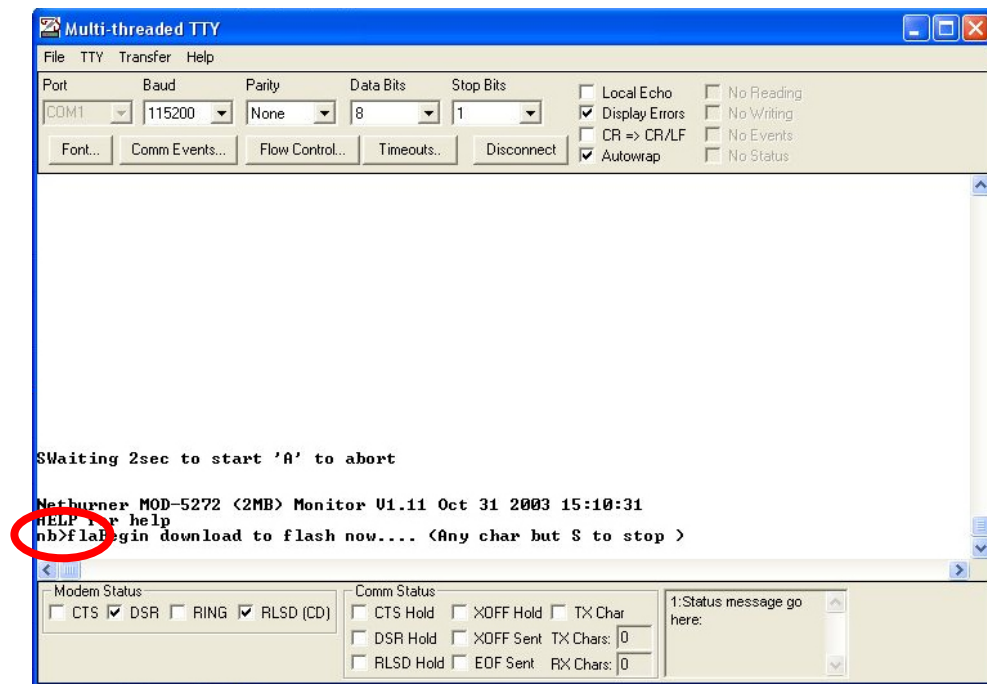 Multi-threaded TTY
File TTY Transfer Help
Port Baud Parity Data Bits Stop Bits
COM1 115200 None 8 1
Font... Comm Events... Flow Control... Timeouts.. Disconnect
Local Echo No Reading
Display Errors No Writing
CR => CR/LF No Events
Autowrap No Status
SWaiting 2sec to start 'A' to abort
Netburner MOD-5272 (2MB) Monitor V1.11 Oct 31 2003 15:10:31
HELP for help
nb>flaBegin download to flash now.... (Any char but S to stop )
Modem Status
CTS DSR RING RLSD (CD)
Comm Status
CTS Hold XOFF Hold TX Char
DSR Hold XOFF Sent TX Chars: 0
RLSD Hold EOF Sent RX Chars: 0
1:Status message go
here: